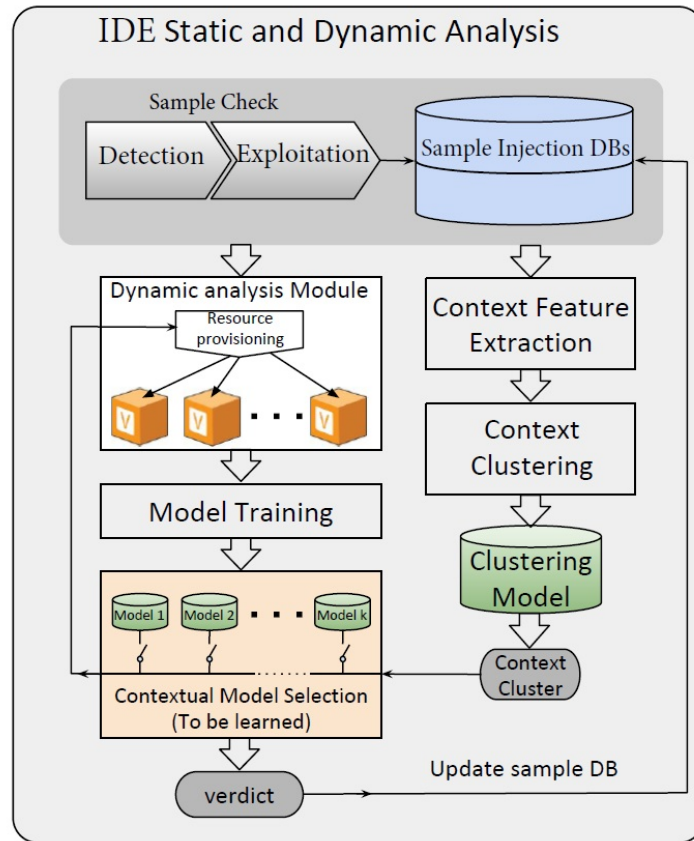 IDE Static and Dynamic Analysis
Sample Check
Detection
Exploitation
Sample Injection DBs
Dynamic analysis Module
Resource
provisioning
V
V
V
Context Feature
Extraction
Context
Clustering
Model Training
Clustering
Model
Model 1
Model 2
Model k
Context
Cluster
Contextual Model Selection
(To be learned)
Update sample DB
verdict